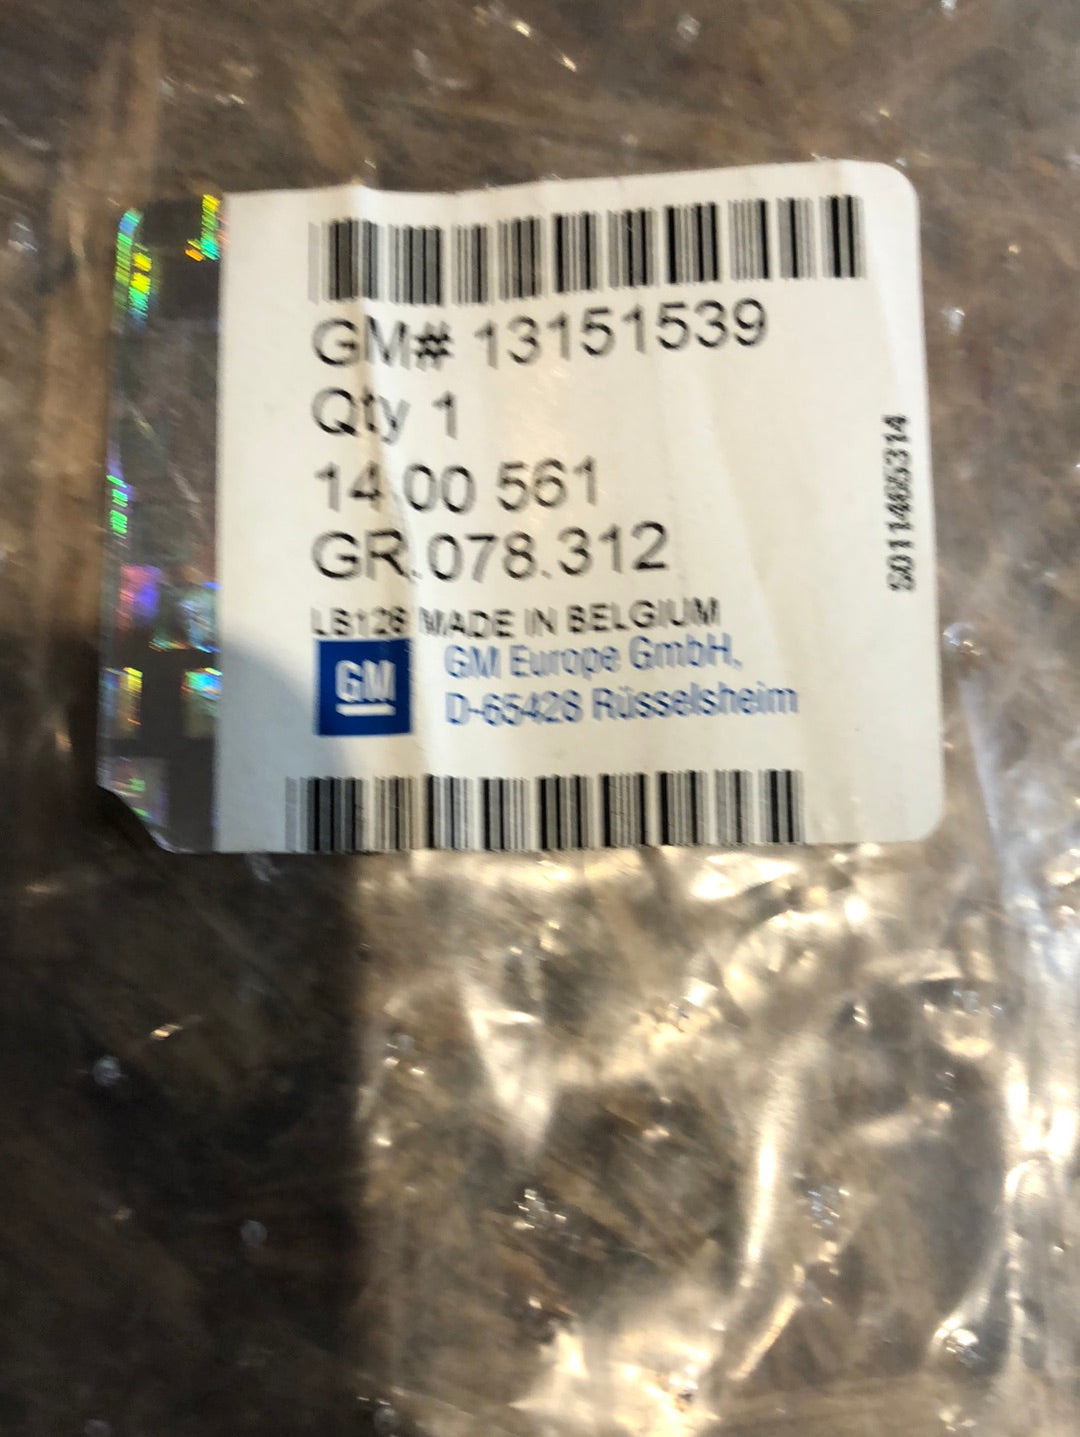 GM# 13151539
Qty 1
14 00 561
GR.078.312
LB128 MADE IN BELGIUM
GM
GM Europe GmbH,
D-65428 Rüsselsheim
S011465314